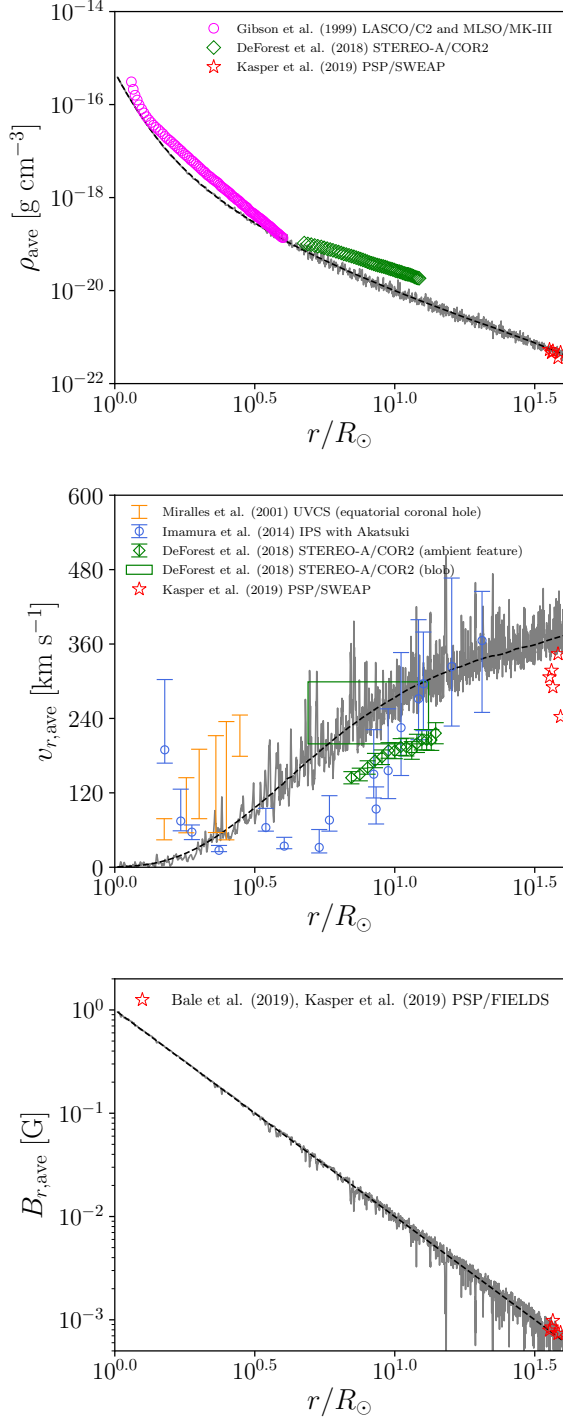 10⁻¹⁴
10⁻¹⁶
10⁻¹⁸
10⁻²⁰
10⁻²²
ρ_ave [g cm⁻³]
Gibson et al. (1999) LASCO/C2 and MLSO/MK-III
DeForest et al. (2018) STEREO-A/COR2
Kasper et al. (2019) PSP/SWEAP
10^0.0 10^0.5 10^1.0 10^1.5
r/R_⊙
600
480
360
240
120
0
v_r,ave [km s⁻¹]
Miralles et al. (2001) UVCS (equatorial coronal hole)
Imamura et al. (2014) IPS with Akatsuki
DeForest et al. (2018) STEREO-A/COR2 (ambient feature)
DeForest et al. (2018) STEREO-A/COR2 (blob)
Kasper et al. (2019) PSP/SWEAP
10^0.0 10^0.5 10^1.0 10^1.5
r/R_⊙
10⁰
10⁻¹
10⁻²
10⁻³
B_r,ave [G]
Bale et al. (2019), Kasper et al. (2019) PSP/FIELDS
10^0.0 10^0.5 10^1.0 10^1.5
r/R_⊙